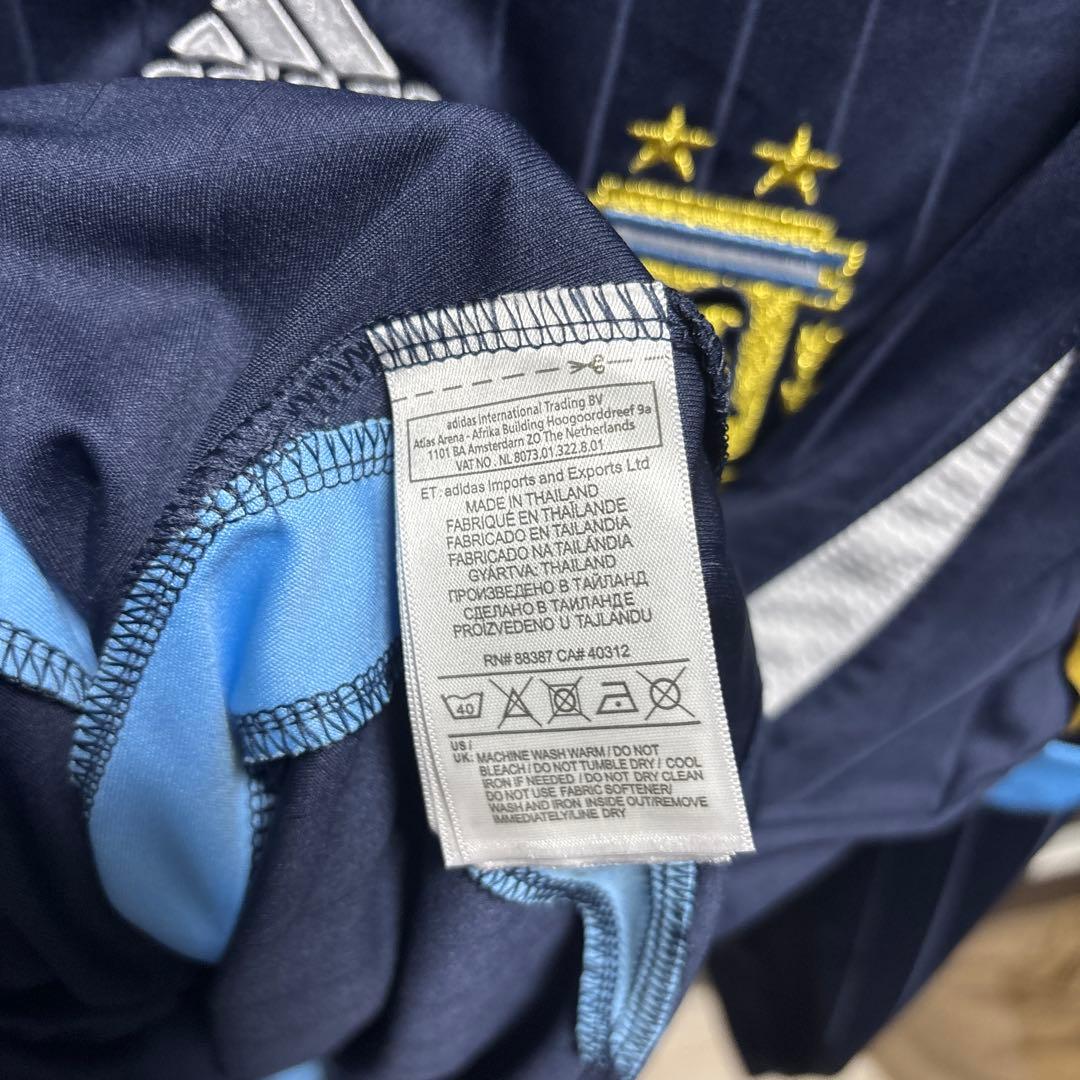 adidas
adidas International Trading BV
Atlas Arena - Afrika Building Hoogoorddreef 9a
1101 BA Amsterdam ZO The Netherlands
VAT NO . NL 8073.01.322.8.01
ET : adidas Imports and Exports Ltd
MADE IN THAILAND
FABRIQUÉ EN THAÏLANDE
FABRICADO EN TAILANDIA
FABRICADO NA TAILÂNDIA
GYÁRTVA: THAILAND
ПРОИЗВЕДЕНО В ТАЙЛАНД
СДЕЛАНО В ТАИЛАНДЕ
PROIZVEDENO U TAJLANDU
RN# 88387 CA# 40312
40
US /
UK: MACHINE WASH WARM / DO NOT
BLEACH / DO NOT TUMBLE DRY / COOL
IRON IF NEEDED / DO NOT DRY CLEAN
DO NOT USE FABRIC SOFTENER/
WASH AND IRON INSIDE OUT/REMOVE
IMMEDIATELY/LINE DRY